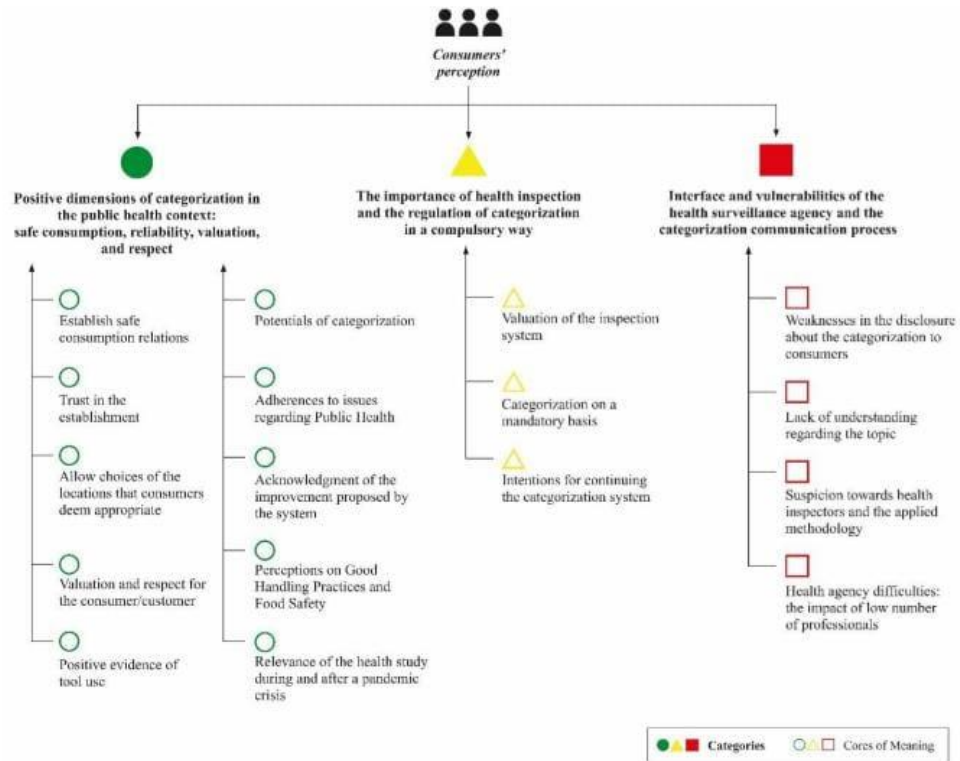 Consumers'
perception
Positive dimensions of categorization in
the public health context:
safe consumption, reliability, valuation,
and respect
Establish safe
consumption relations
Trust in the
establishment
Allow choices of the
locations that consumers
deem appropriate
Valuation and respect for
the consumer/customer
Positive evidence of
tool use
Potentials of categorization
Adherences to issues
regarding Public Health
Acknowledgment of the
improvement proposed by
the system
Perceptions on Good
Handling Practices and
Food Safety
Relevance of the health study
during and after a pandemic
crisis
The importance of health inspection
and the regulation of categorization
in a compulsory way
Valuation of the inspection
system
Categorization on a
mandatory basis
Intentions for continuing
the categorization system
Interface and vulnerabilities of the
health surveillance agency and the
categorization communication process
Weaknesses in the disclosure
about the categorization to
consumers
Lack of understanding
regarding the topic
Suspicion towards health
inspectors and the applied
methodology
Health agency difficulties:
the impact of low number
of professionals
Categories
Cores of Meaning